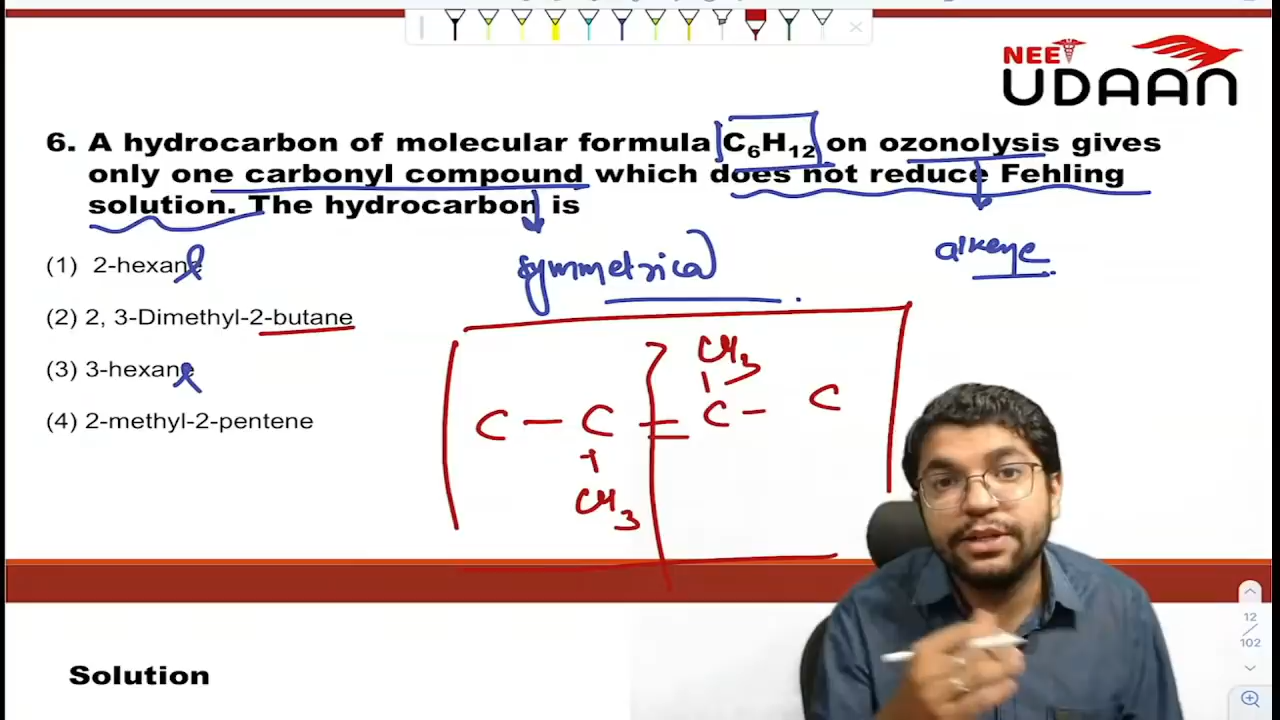 NEET
UDAAN
6. A hydrocarbon of molecular formula C₆H₁₂ on ozonolysis gives
only one carbonyl compound which does not reduce Fehling
solution. The hydrocarbon is
(1) 2-hexane
symmetrical
alkene
(2) 2, 3-Dimethyl-2-butane
(3) 3-hexane
(4) 2-methyl-2-pentene
CH₃
C — C = C — C
CH₃
12
102
Solution